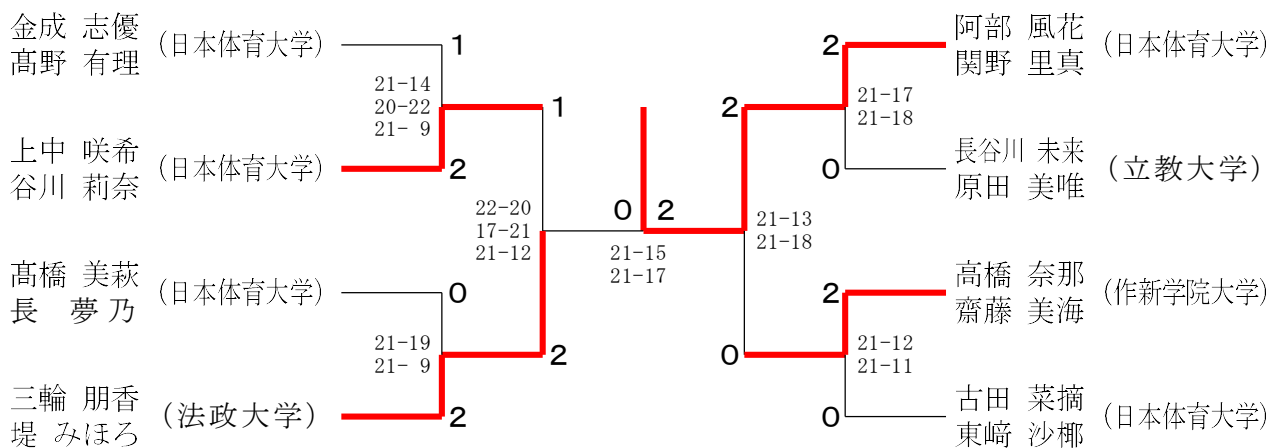 金成 志優
髙野 有理
(日本体育大学)
1
21-14
20-22
21- 9
1
上中 咲希
谷川 莉奈
(日本体育大学)
2
22-20
17-21
21-12
髙橋 美萩
長 夢乃
(日本体育大学)
0
21-19
21- 9
2
三輪 朋香
堤 みほろ
(法政大学)
2
0 2
21-15
21-17
2
阿部 風花
関野 里真
(日本体育大学)
2
21-17
21-18
0
長谷川 未来
原田 美唯
(立教大学)
21-13
21-18
2
高橋 奈那
齋藤 美海
(作新学院大学)
0
21-12
21-11
0
古田 菜摘
東﨑 沙椰
(日本体育大学)